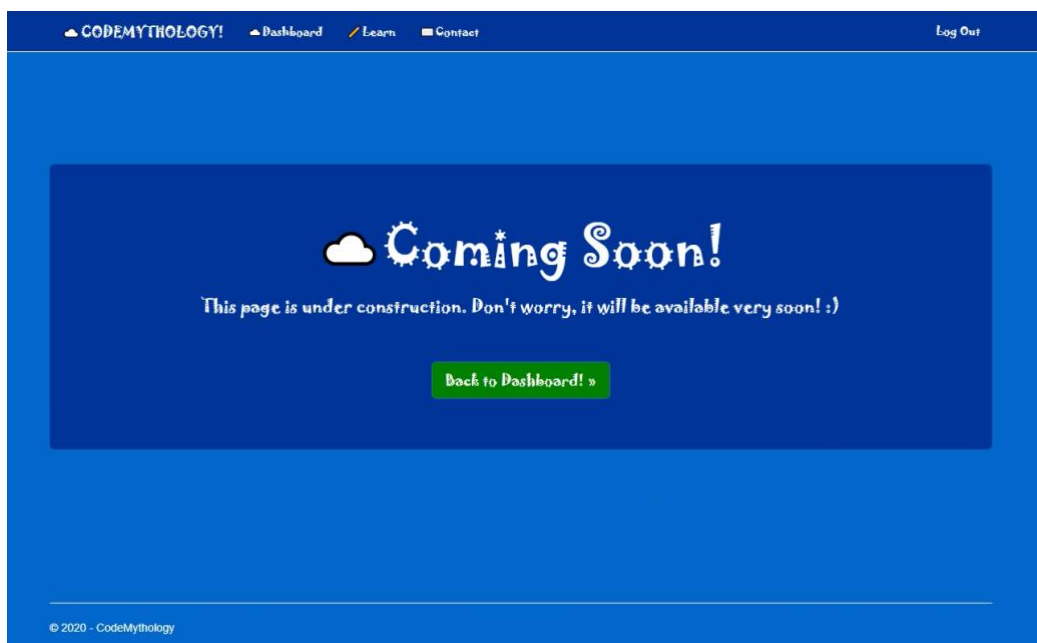 CODEMYTHOLOGY! Dashboard Learn Contact Log Out
Coming Soon!
This page is under construction. Don't worry, it will be available very soon! :)
Back to Dashboard! »
© 2020 - CodeMythology